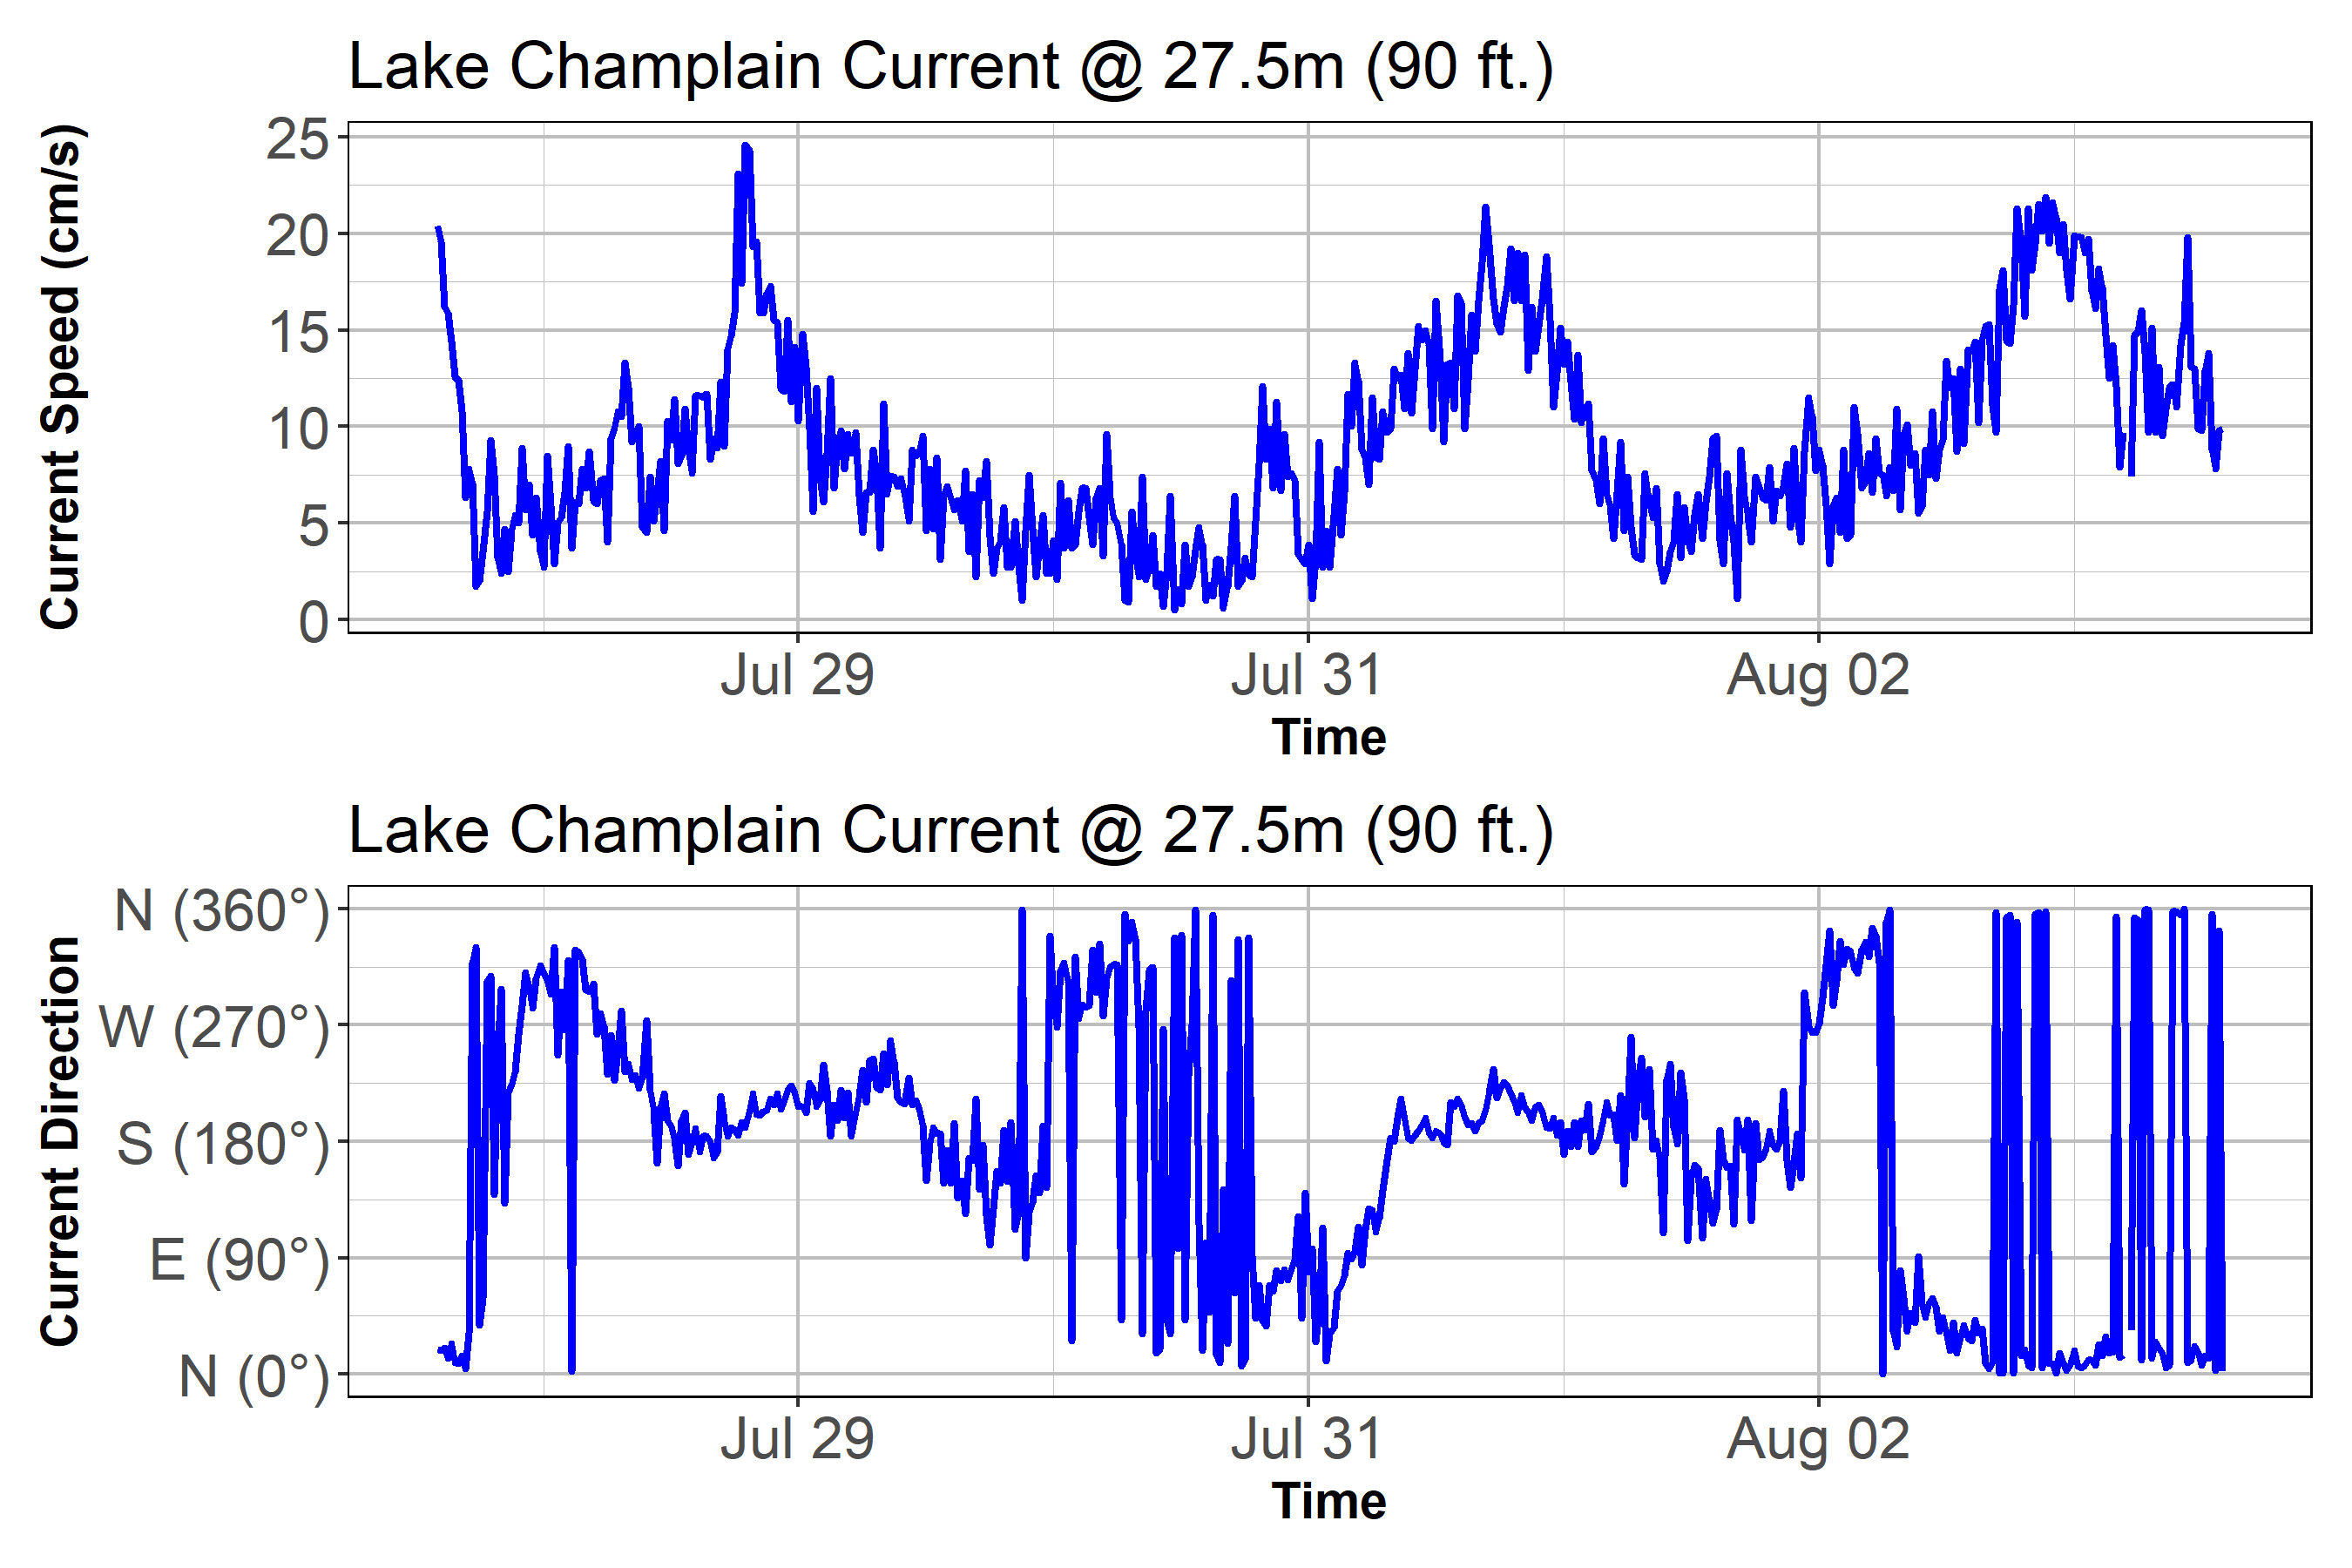 Lake Champlain Current @ 27.5m (90 ft.)
Current Speed (cm/s)
25
20
15
10
5
0
Jul 29
Jul 31
Aug 02
Time
Lake Champlain Current @ 27.5m (90 ft.)
Current Direction
N (360°)
W (270°)
S (180°)
E (90°)
N (0°)
Jul 29
Jul 31
Aug 02
Time